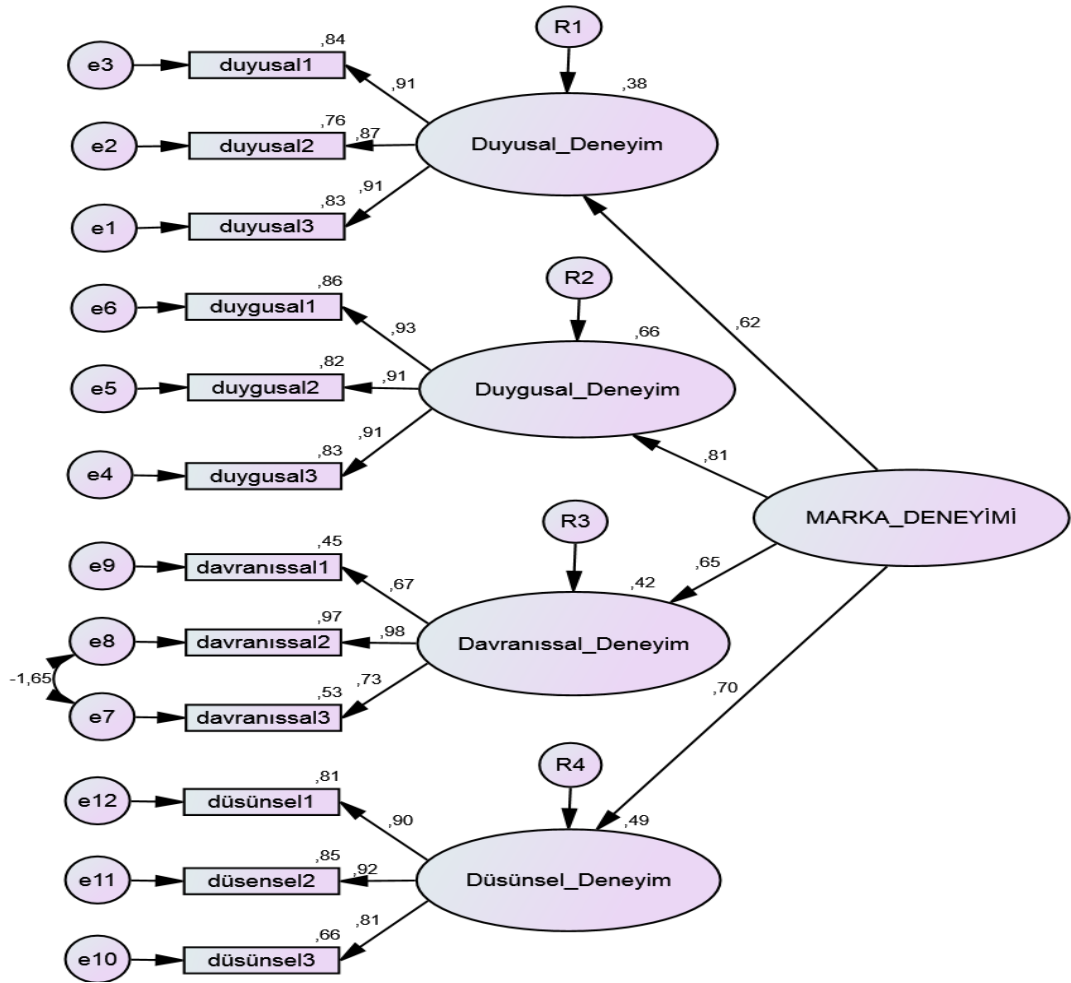 R1
,84
e3
duyusal1
,91
,38
,76
e2
duyusal2
,87
Duyusal_Deneyim
,91
,83
e1
duyusal3
R2
,86
e6
duygusal1
,93
,66
,62
,82
e5
duygusal2
,91
Duygusal_Deneyim
,91
,83
e4
duygusal3
,81
MARKA_DENEYİMİ
R3
,45
e9
davranıssal1
,67
,42
,65
,97
e8
davranıssal2
,98
Davranıssal_Deneyim
-1,65
,73
,53
e7
davranıssal3
,70
R4
,81
e12
düsünsel1
,90
,49
,85
e11
düsensel2
,92
Düsünsel_Deneyim
,81
,66
e10
düsünsel3